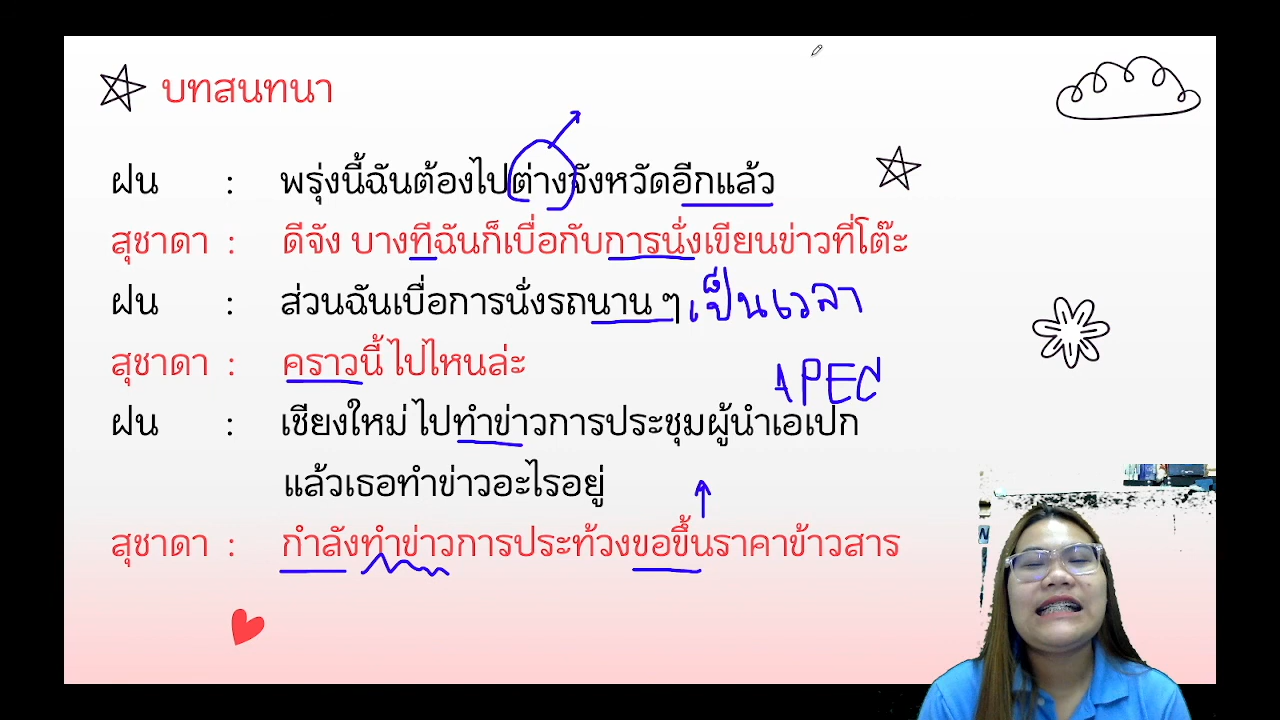 บทสนทนา
ฝน : พรุ่งนี้ฉันต้องไปต่างจังหวัดอีกแล้ว
สุชาดา : ดีจัง บางทีฉันก็เบื่อกับการนั่งเขียนข่าวที่โต๊ะ
ฝน : ส่วนฉันเบื่อการนั่งรถนาน ๆ เป็นเวลา
สุชาดา : คราวนี้ ไปไหนล่ะ
APEC
ฝน : เชียงใหม่ ไปทำข่าวการประชุมผู้นำเอเปก
แล้วเธอทำข่าวอะไรอยู่
สุชาดา : กำลังทำข่าวการประท้วงขอขึ้นราคาข้าวสาร